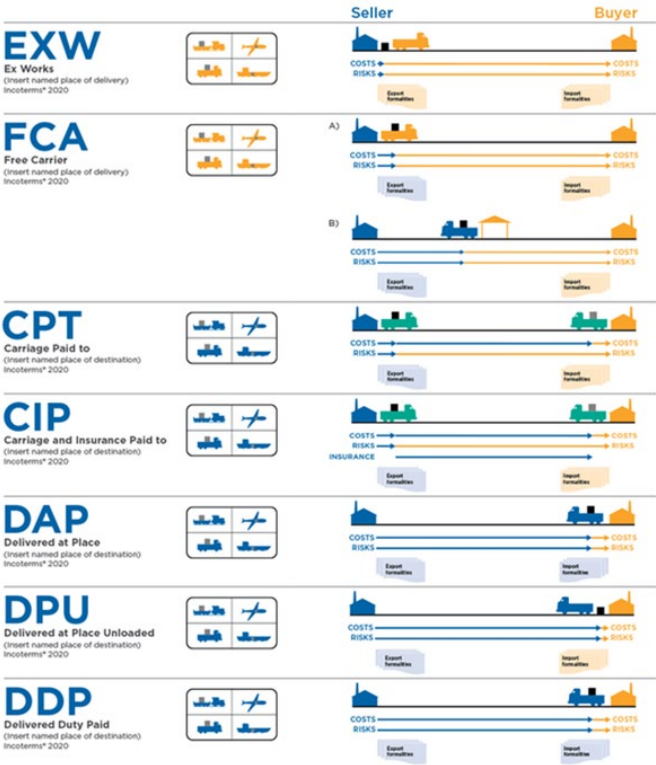 Seller Buyer
EXW
Ex Works
(Insert named place of delivery)
Incoterms® 2020
COSTS COSTS
RISKS RISKS
Export formalities
Import formalities
FCA
Free Carrier
(Insert named place of delivery)
Incoterms® 2020
A)
COSTS COSTS
RISKS RISKS
Export formalities
Import formalities
B)
COSTS COSTS
RISKS RISKS
Export formalities
Import formalities
CPT
Carriage Paid to
(Insert named place of destination)
Incoterms® 2020
COSTS COSTS
RISKS RISKS
Export formalities
Import formalities
CIP
Carriage and Insurance Paid to
(Insert named place of destination)
Incoterms® 2020
COSTS COSTS
RISKS RISKS
INSURANCE
Export formalities
Import formalities
DAP
Delivered at Place
(Insert named place of destination)
Incoterms® 2020
COSTS COSTS
RISKS RISKS
Export formalities
Import formalities
DPU
Delivered at Place Unloaded
(Insert named place of destination)
Incoterms® 2020
COSTS COSTS
RISKS RISKS
Export formalities
Import formalities
DDP
Delivered Duty Paid
(Insert named place of destination)
Incoterms® 2020
COSTS COSTS
RISKS RISKS
Export formalities
Import formalities